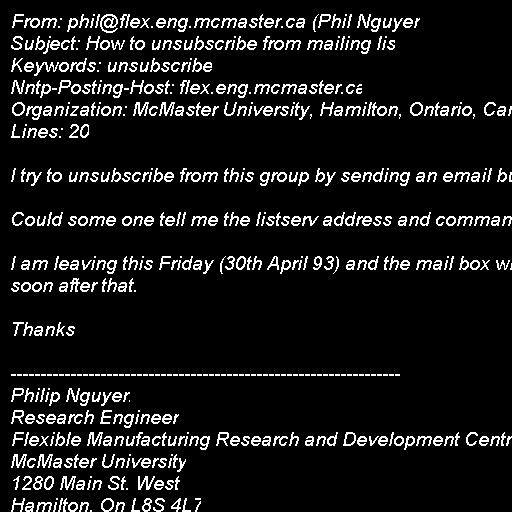 From: phil@flex.eng.mcmaster.ca (Phil Nguyer
Subject: How to unsubscribe from mailing lis
Keywords: unsubscribe
Nntp-Posting-Host: flex.eng.mcmaster.ca
Organization: McMaster University, Hamilton, Ontario, Can
Lines: 20
I try to unsubscribe from this group by sending an email bu
Could some one tell me the listserv address and comman
I am leaving this Friday (30th April 93) and the mail box w
soon after that.
Thanks
-----------------------------------------------------------------
Philip Nguyer.
Research Engineer
Flexible Manufacturing Research and Development Centr
McMaster University
1280 Main St. West
Hamilton, On L8S 4L7